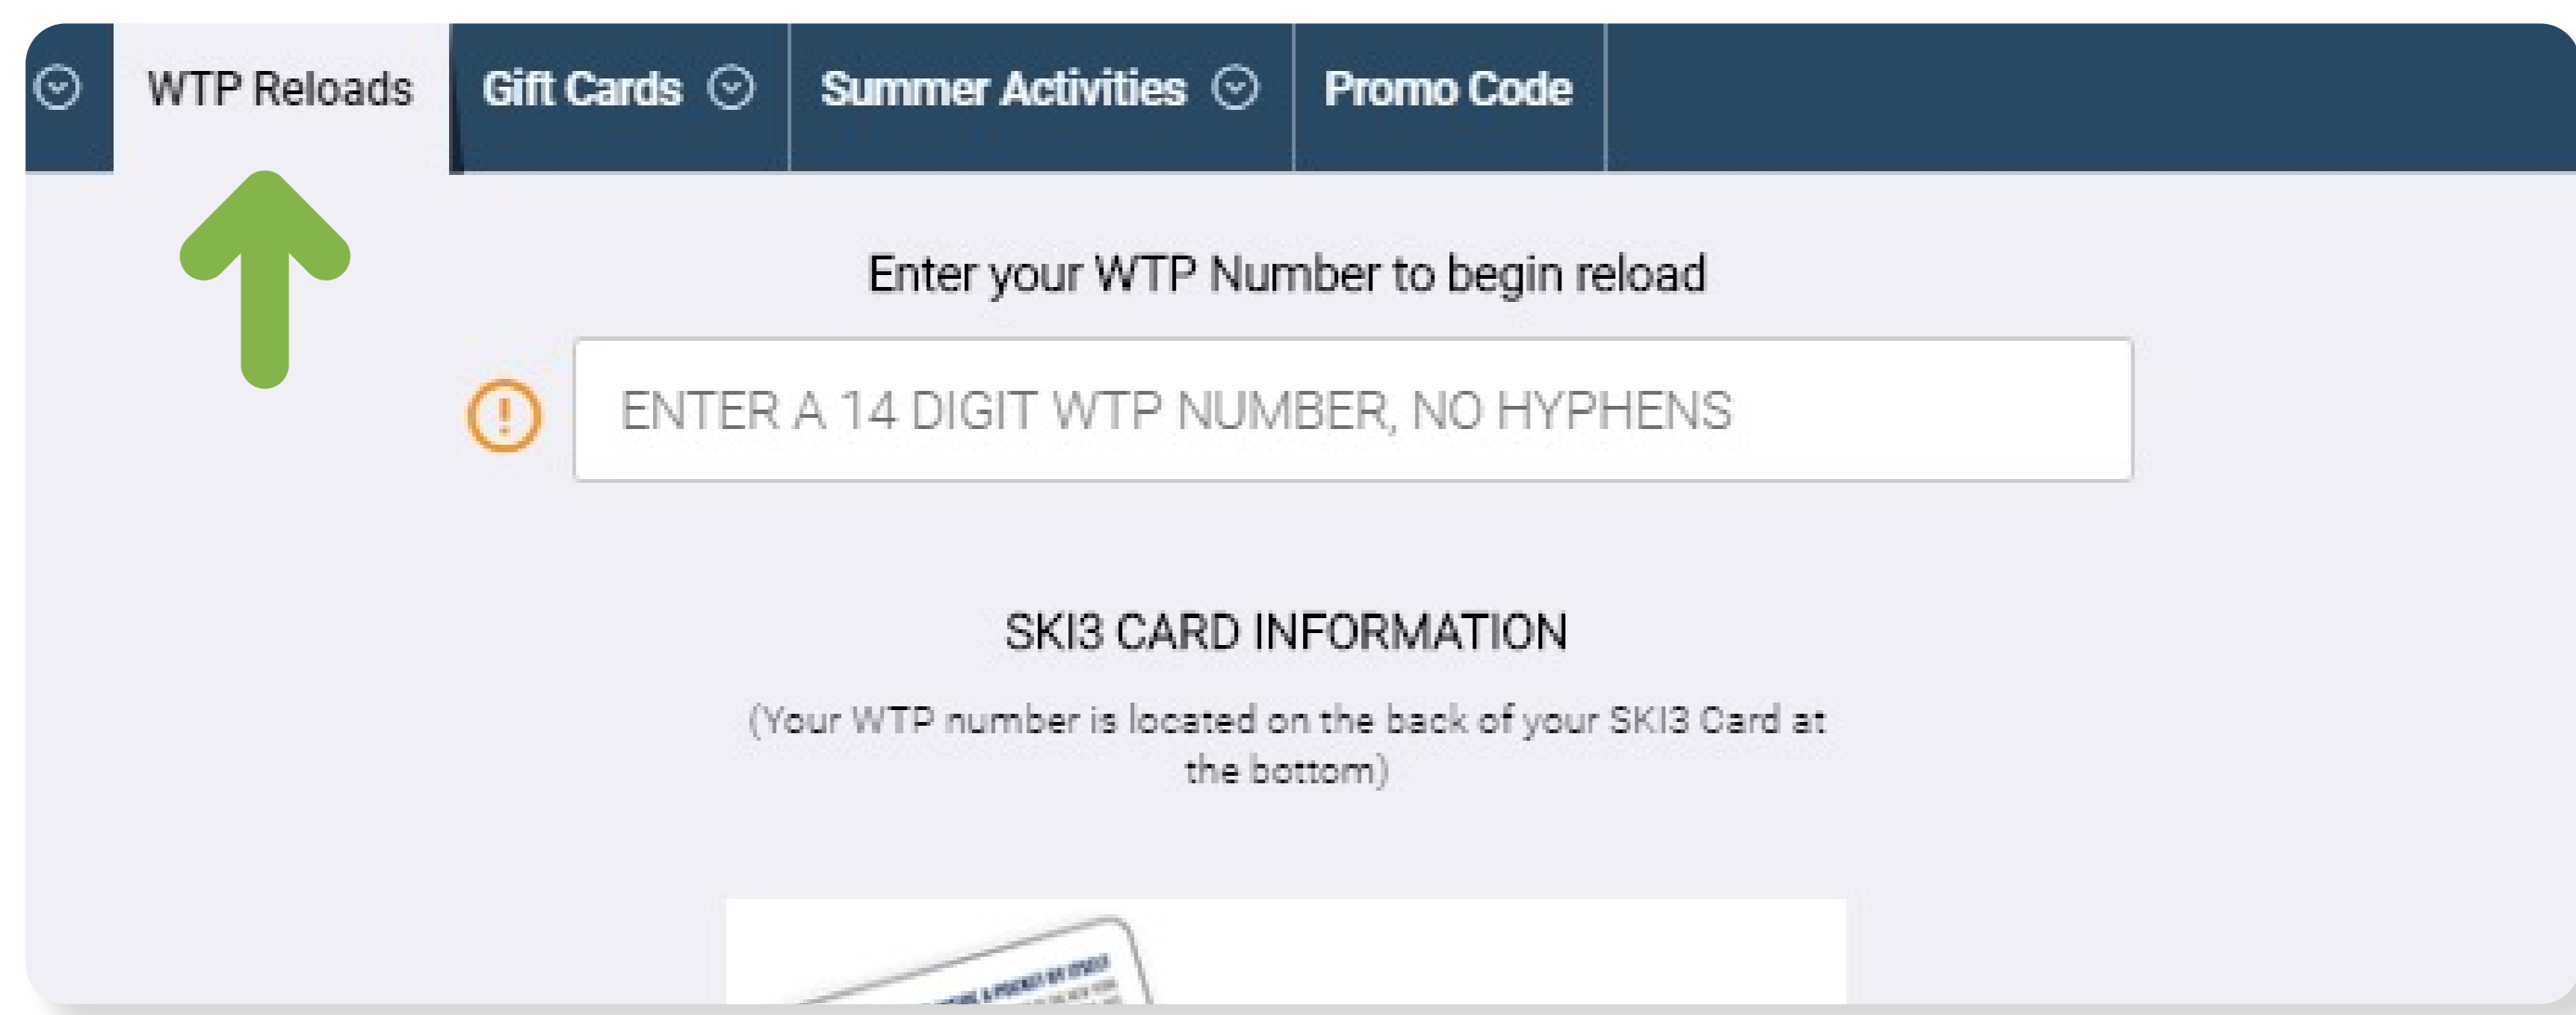 WTP Reloads
Gift Cards
Summer Activities
Promo Code
Enter your WTP Number to begin reload
ENTER A 14 DIGIT WTP NUMBER, NO HYPHENS
SKI3 CARD INFORMATION
(Your WTP number is located on the back of your SKI3 Card at
the bottom)